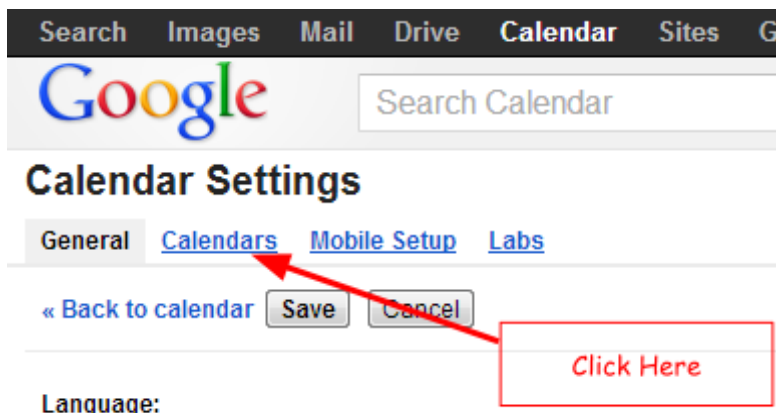 Search Images Mail Drive Calendar Sites G
Google Search Calendar
Calendar Settings
General Calendars Mobile Setup Labs
« Back to calendar Save Cancel
Click Here
Language: